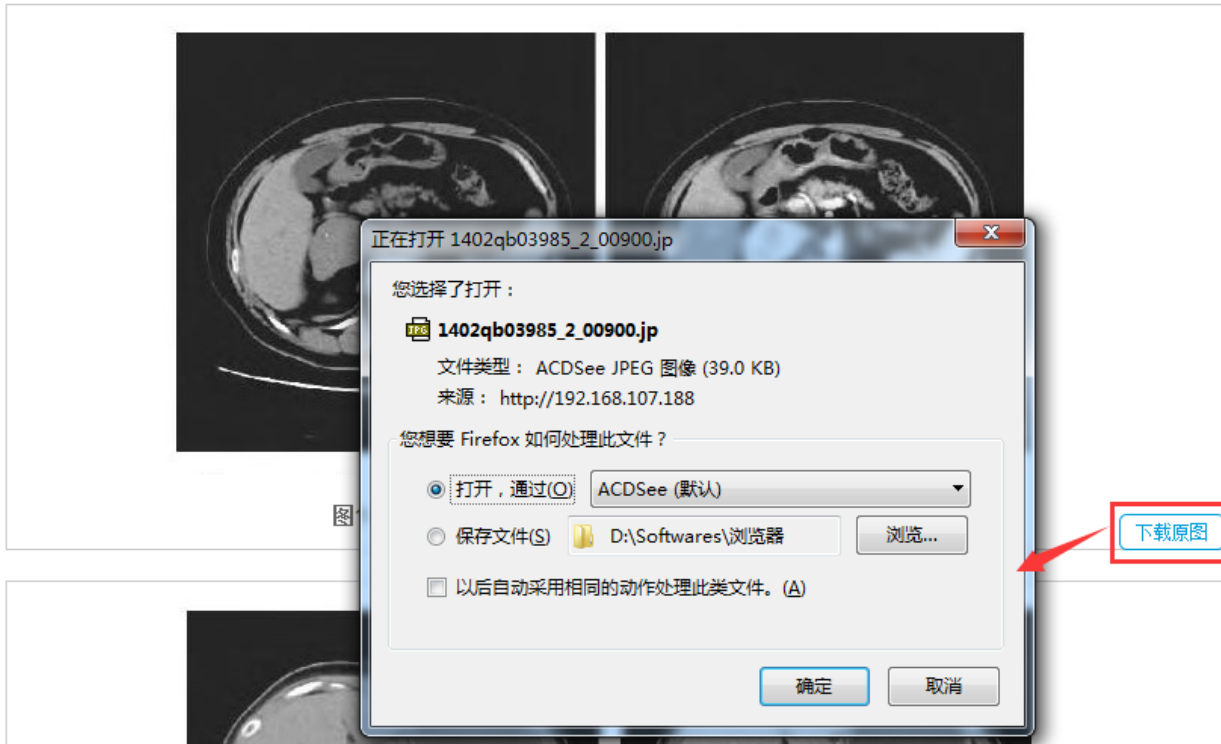 正在打开 1402qb03985_2_00900.jp
您选择了打开：
1402qb03985_2_00900.jp
文件类型： ACDSee JPEG 图像 (39.0 KB)
来源： http://192.168.107.188
您想要 Firefox 如何处理此文件？
打开，通过(O) ACDSee (默认)
保存文件(S) D:\Softwares\浏览器 浏览...
图
下载原图
以后自动采用相同的动作处理此类文件。(A)
确定 取消